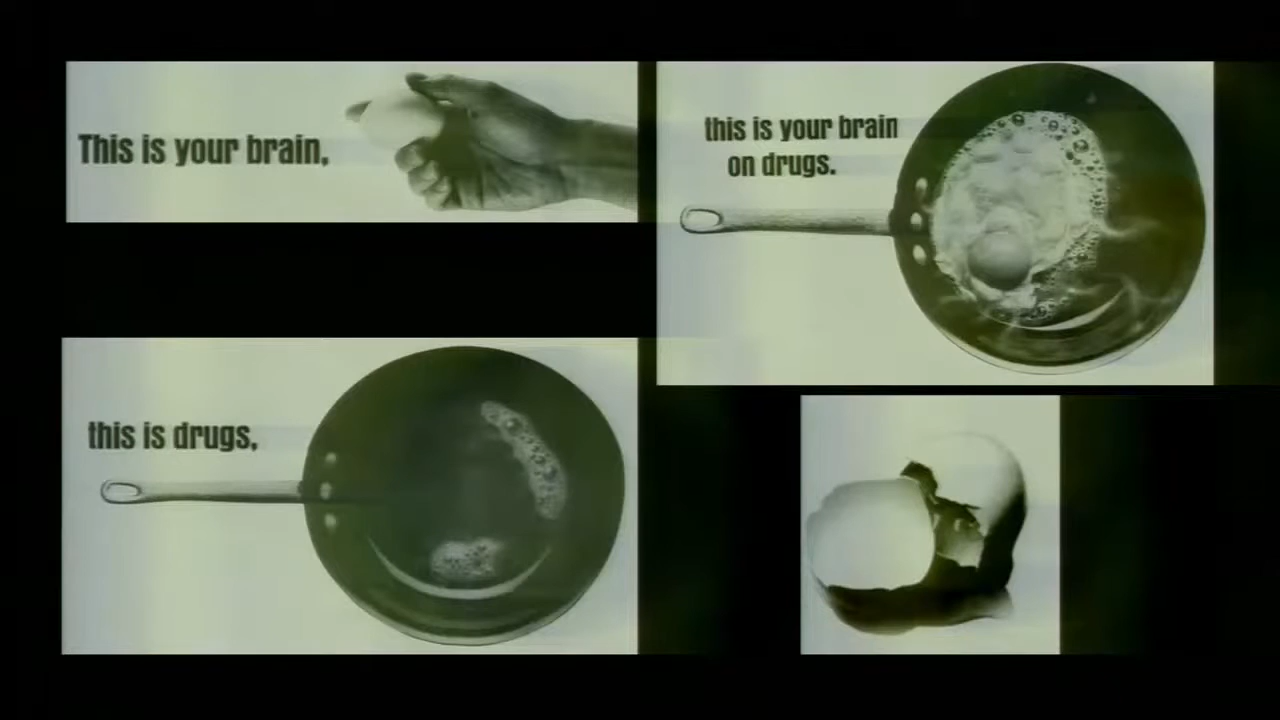 This is your brain,
this is drugs,
this is your brain
on drugs.